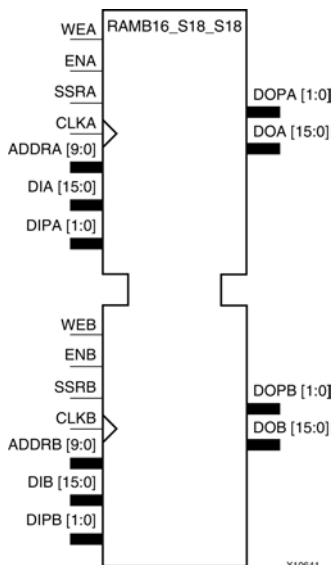 RAMB16_S18_S18
WEA
ENA
SSRA
CLKA
ADDRA [9:0]
DIA [15:0]
DIPA [1:0]
DOPA [1:0]
DOA [15:0]
WEB
ENB
SSRB
CLKB
ADDRB [9:0]
DIB [15:0]
DIPB [1:0]
DOPB [1:0]
DOB [15:0]